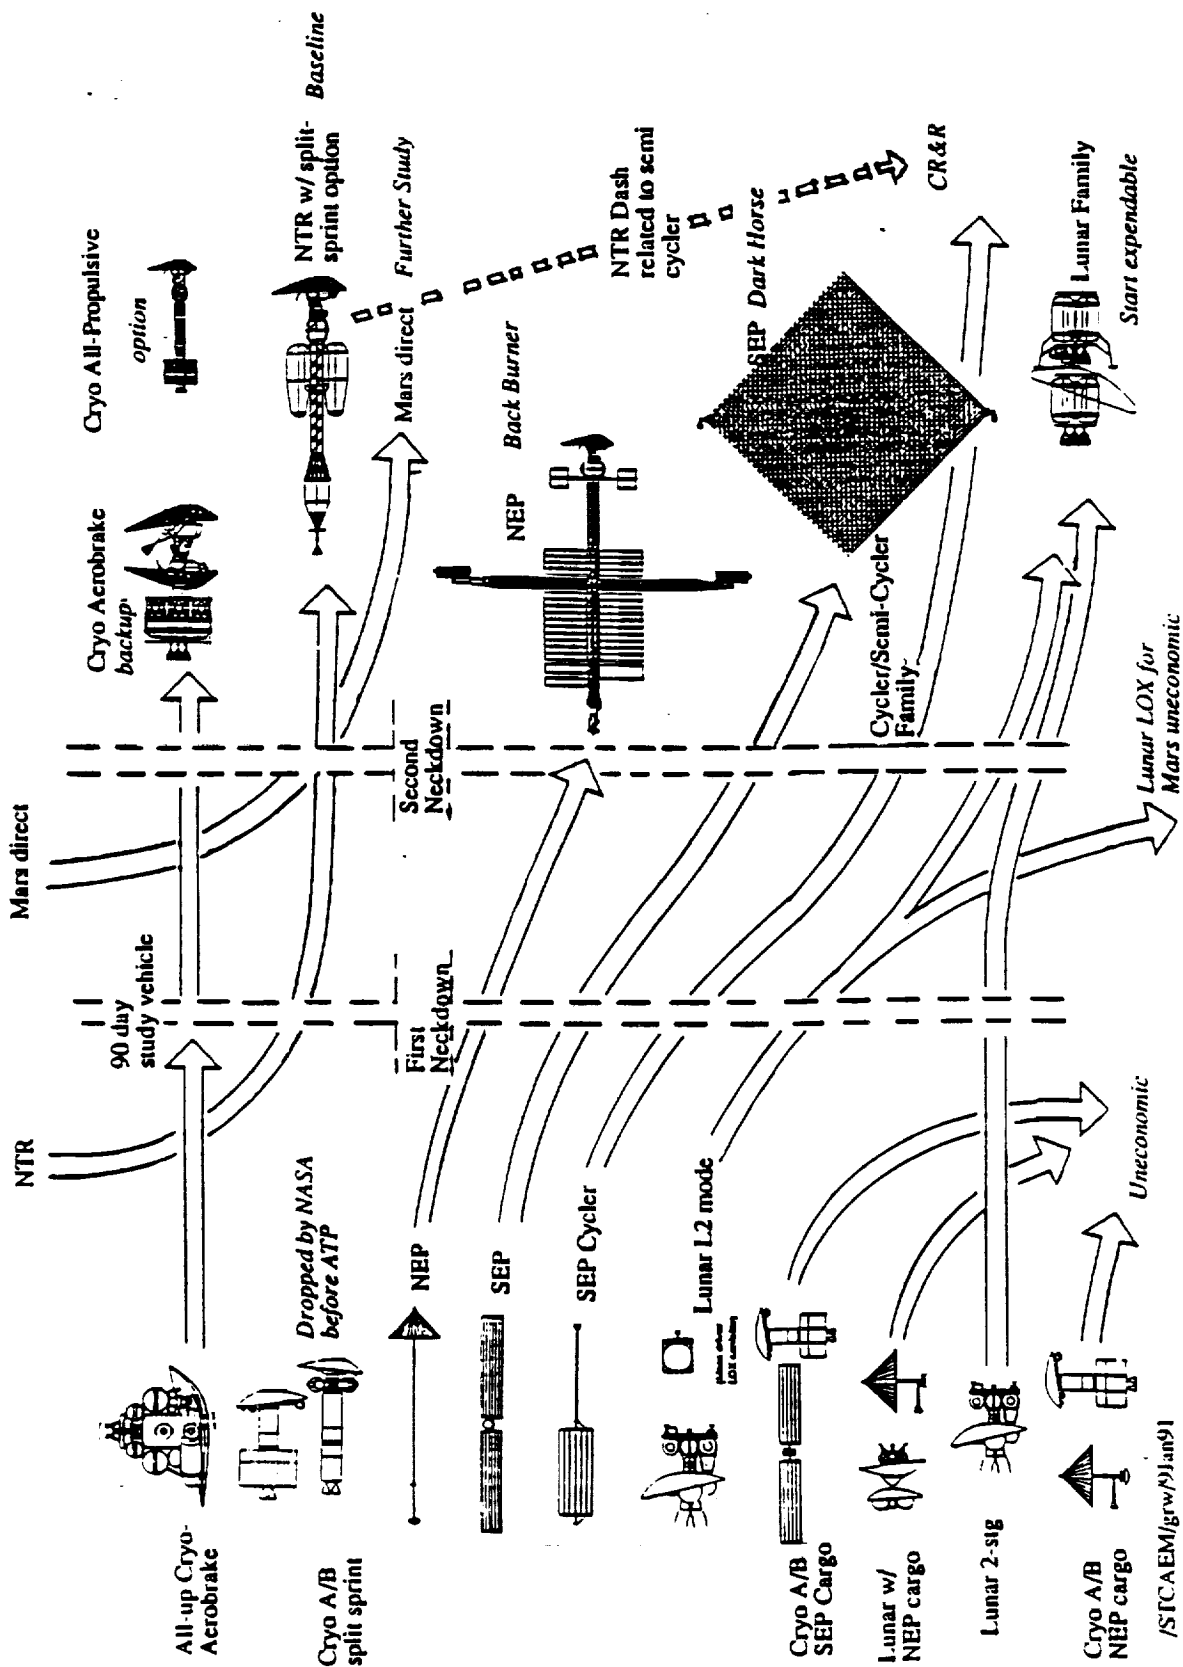 All-up Cryo-
Aerobrake
Cryo A/B
split sprint
Dropped by NASA
before ATP
NEP
SEP
SEP Cycler
Lunar L2 mode
Cryo A/B
SEP Cargo
Lunar w/
NEP cargo
Lunar 2-stg
Cryo A/B
NEP cargo
/STCAEM/grw/9Jan91
Uneconomic
NTR
90 day
study vehicle
First
Neckdown
Mars direct
Second
Neckdown
Lunar LOX for
Mars uneconomic
Cryo Aerobrake
backup
Cryo All-Propulsive
option
NTR w/ split-
sprint option
Baseline
Mars direct
Further Study
NEP
Back Burner
NTR Dash
related to semi
cycler
SEP
Dark Horse
Cycler/Semi-Cycler
Family
CR&R
Lunar Family
Start expendable